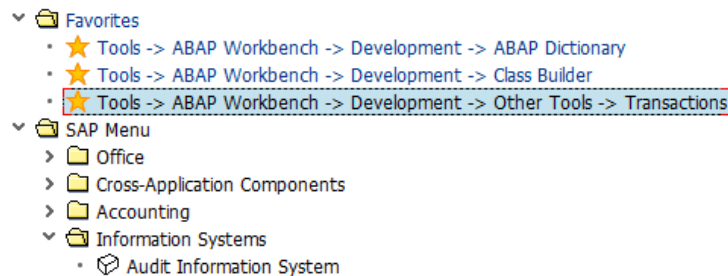 Favorites
Tools -> ABAP Workbench -> Development -> ABAP Dictionary
Tools -> ABAP Workbench -> Development -> Class Builder
Tools -> ABAP Workbench -> Development -> Other Tools -> Transactions
SAP Menu
Office
Cross-Application Components
Accounting
Information Systems
Audit Information System